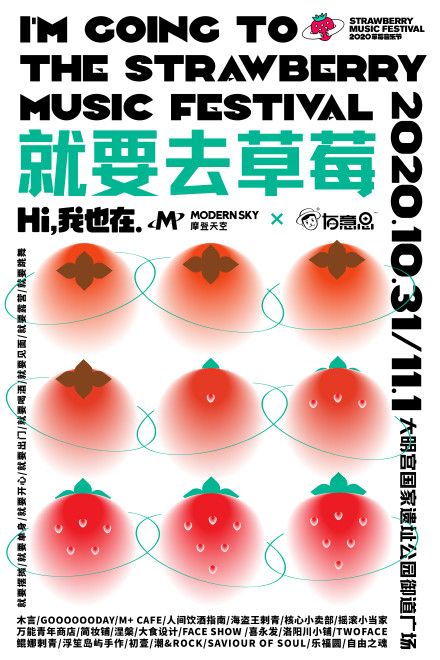 I'M GOING TO
STRAWBERRY
MUSIC FESTIVAL
2020草莓音乐节
THE STRAWBERRY
MUSIC FESTIVAL
就要去草莓
Hi,我也在.
MODERNSKY
摩登天空
×
有意思
2020.10.31/11.1
大明宫国家遗址公园御道广场
就要摇摊/就要单身/就要开心/就要出门/就要喝酒/就要见面/就要露营/就要跳舞
木言/GOOOOOODAY/M+ CAFE/人间饮酒指南/海盗王刺青/核心小卖部/摇滚小当家
万能青年商店/简妆铺/涅槃/大食设计/FACE SHOW /喜永发/洛阳川小铺/TWOFACE
鲲娜刺青/浮笙岛屿手作/初壹/潮&ROCK/SAVIOUR OF SOUL/乐福圆/自由之魂